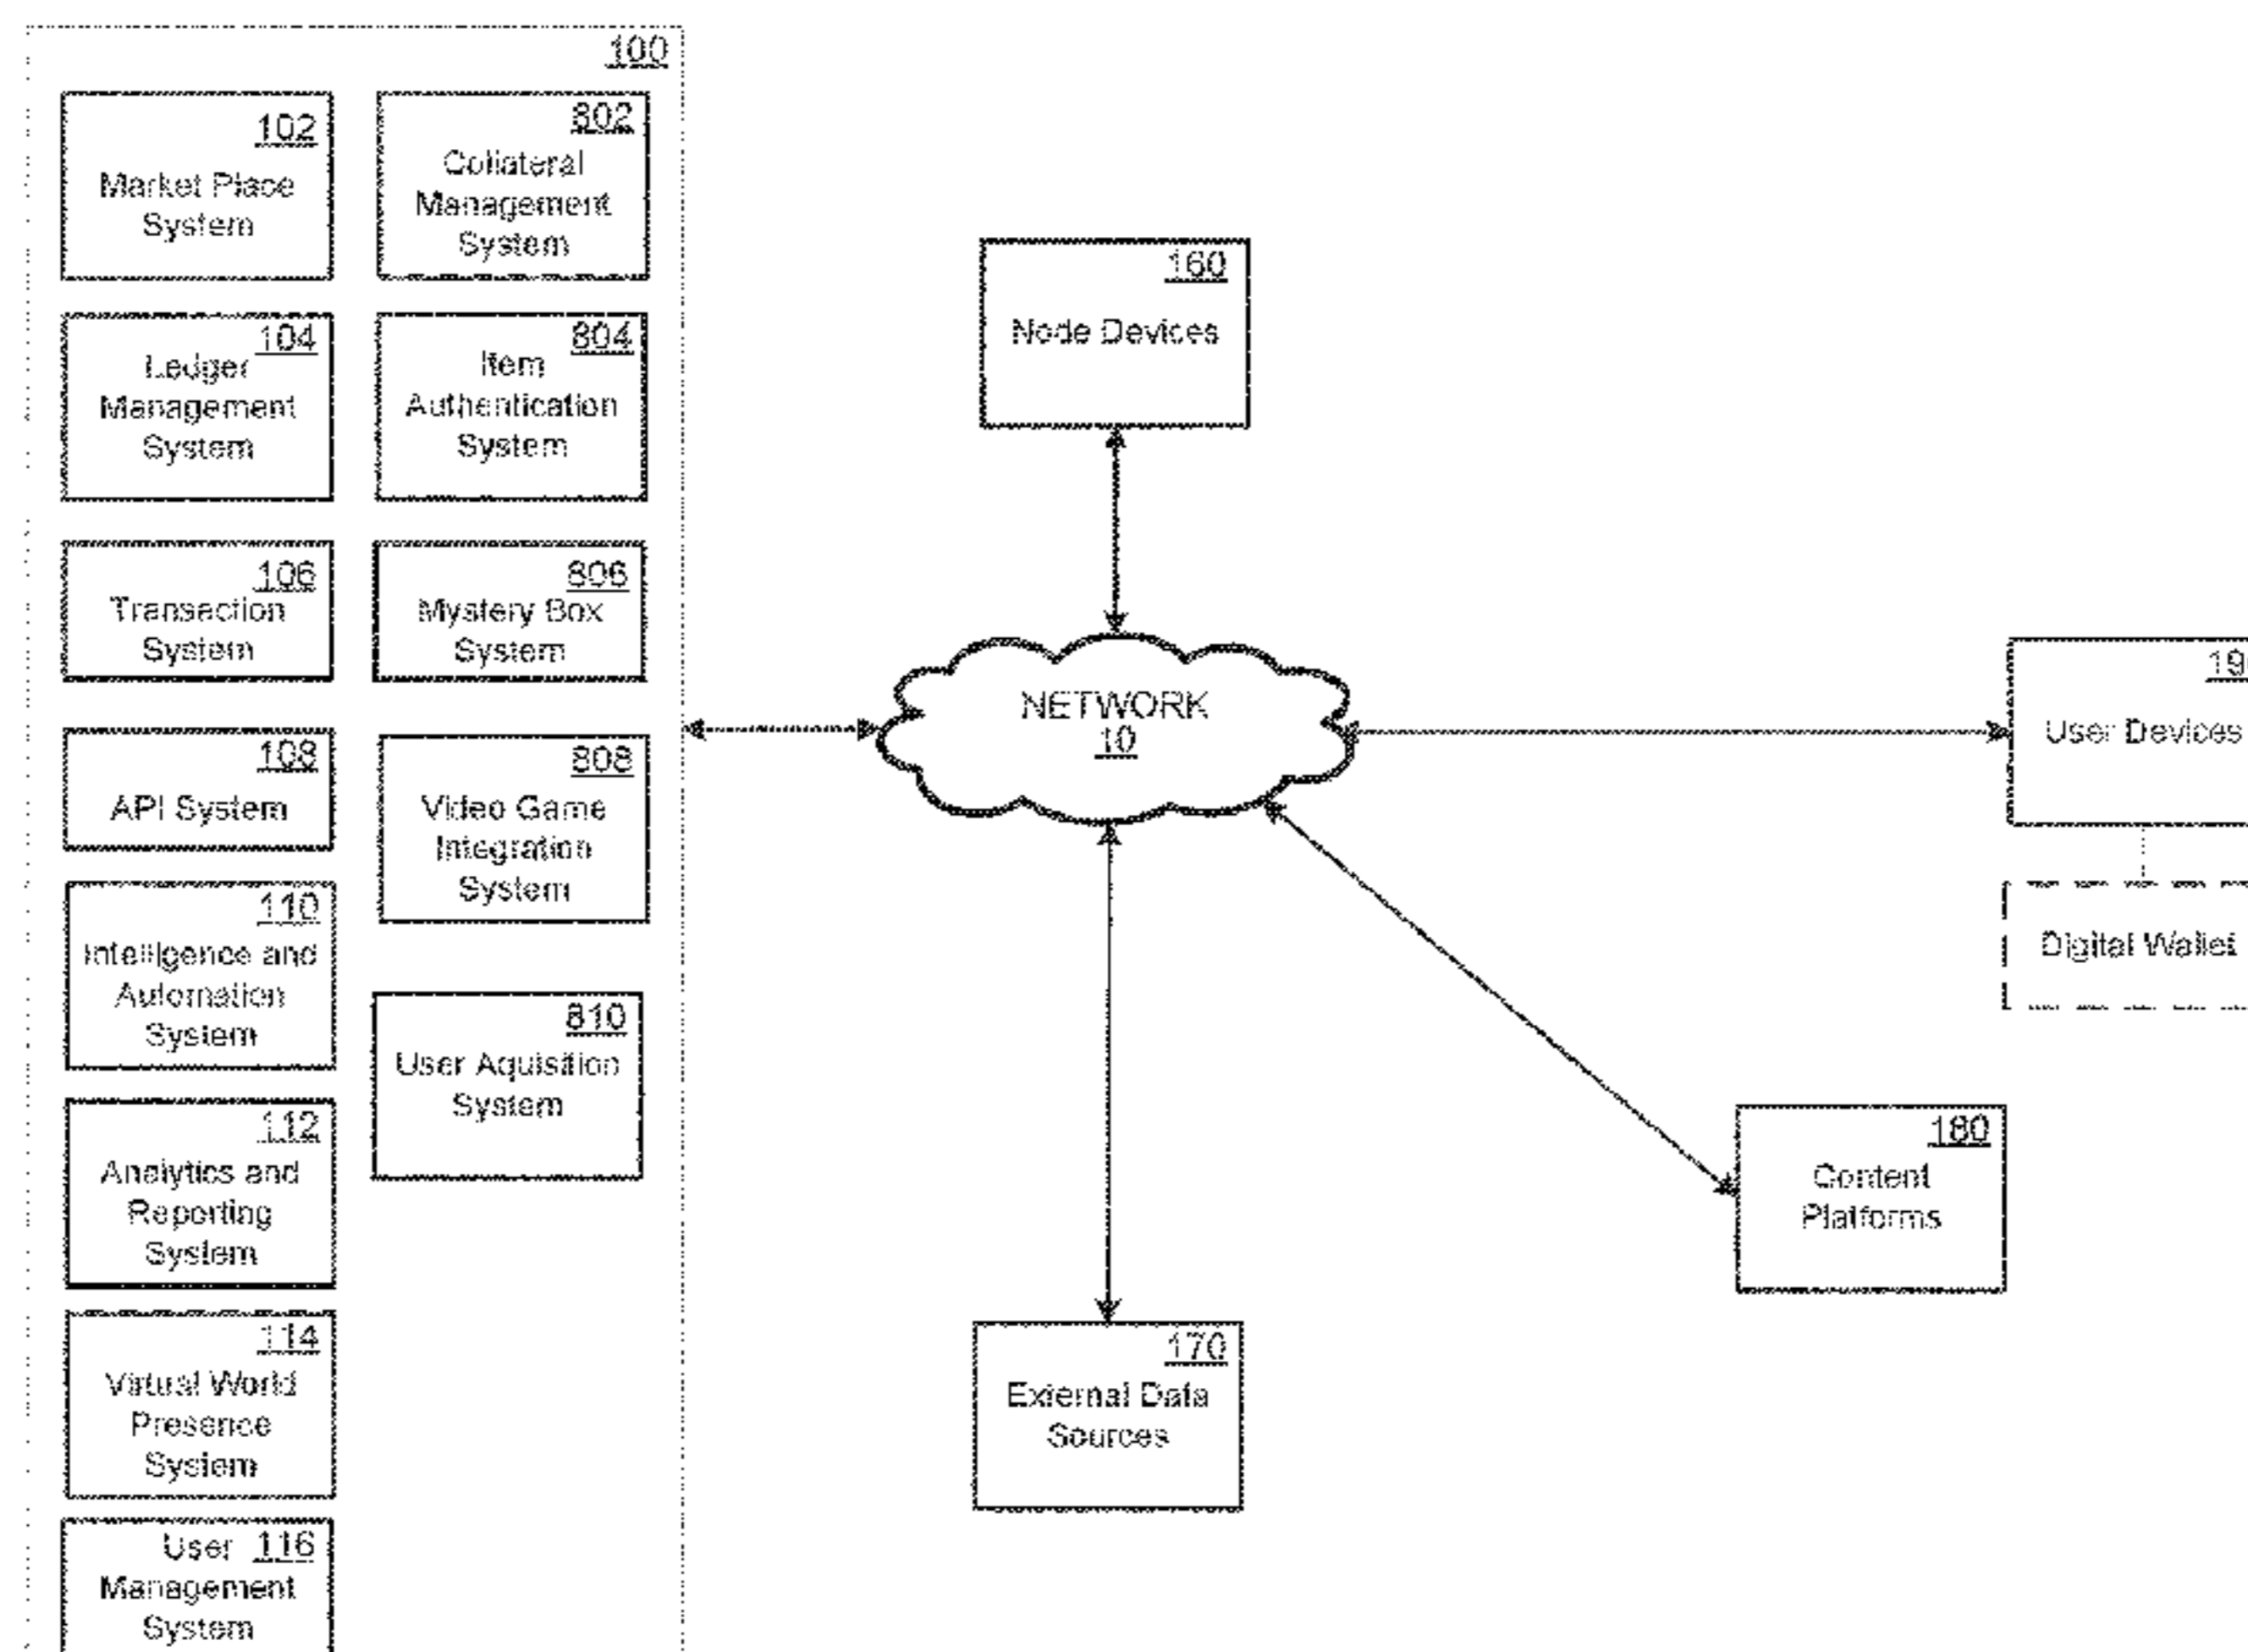 100
102
Market Place
System
802
Collateral
Management
System
104
Ledger
Management
System
804
Item
Authentication
System
106
Transaction
System
806
Mystery Box
System
108
API System
808
Video Game
Integration
System
110
Intelligence and
Automation
System
810
User Aquisition
System
112
Analytics and
Reporting
System
114
Virtual World
Presence
System
User 116
Management
System
160
Node Devices
NETWORK
10
User Devices
Digital Wallet
180
Content
Platforms
170
External Data
Sources